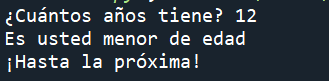 ¿Cuántos años tiene? 12
Es usted menor de edad
¡Hasta la próxima!